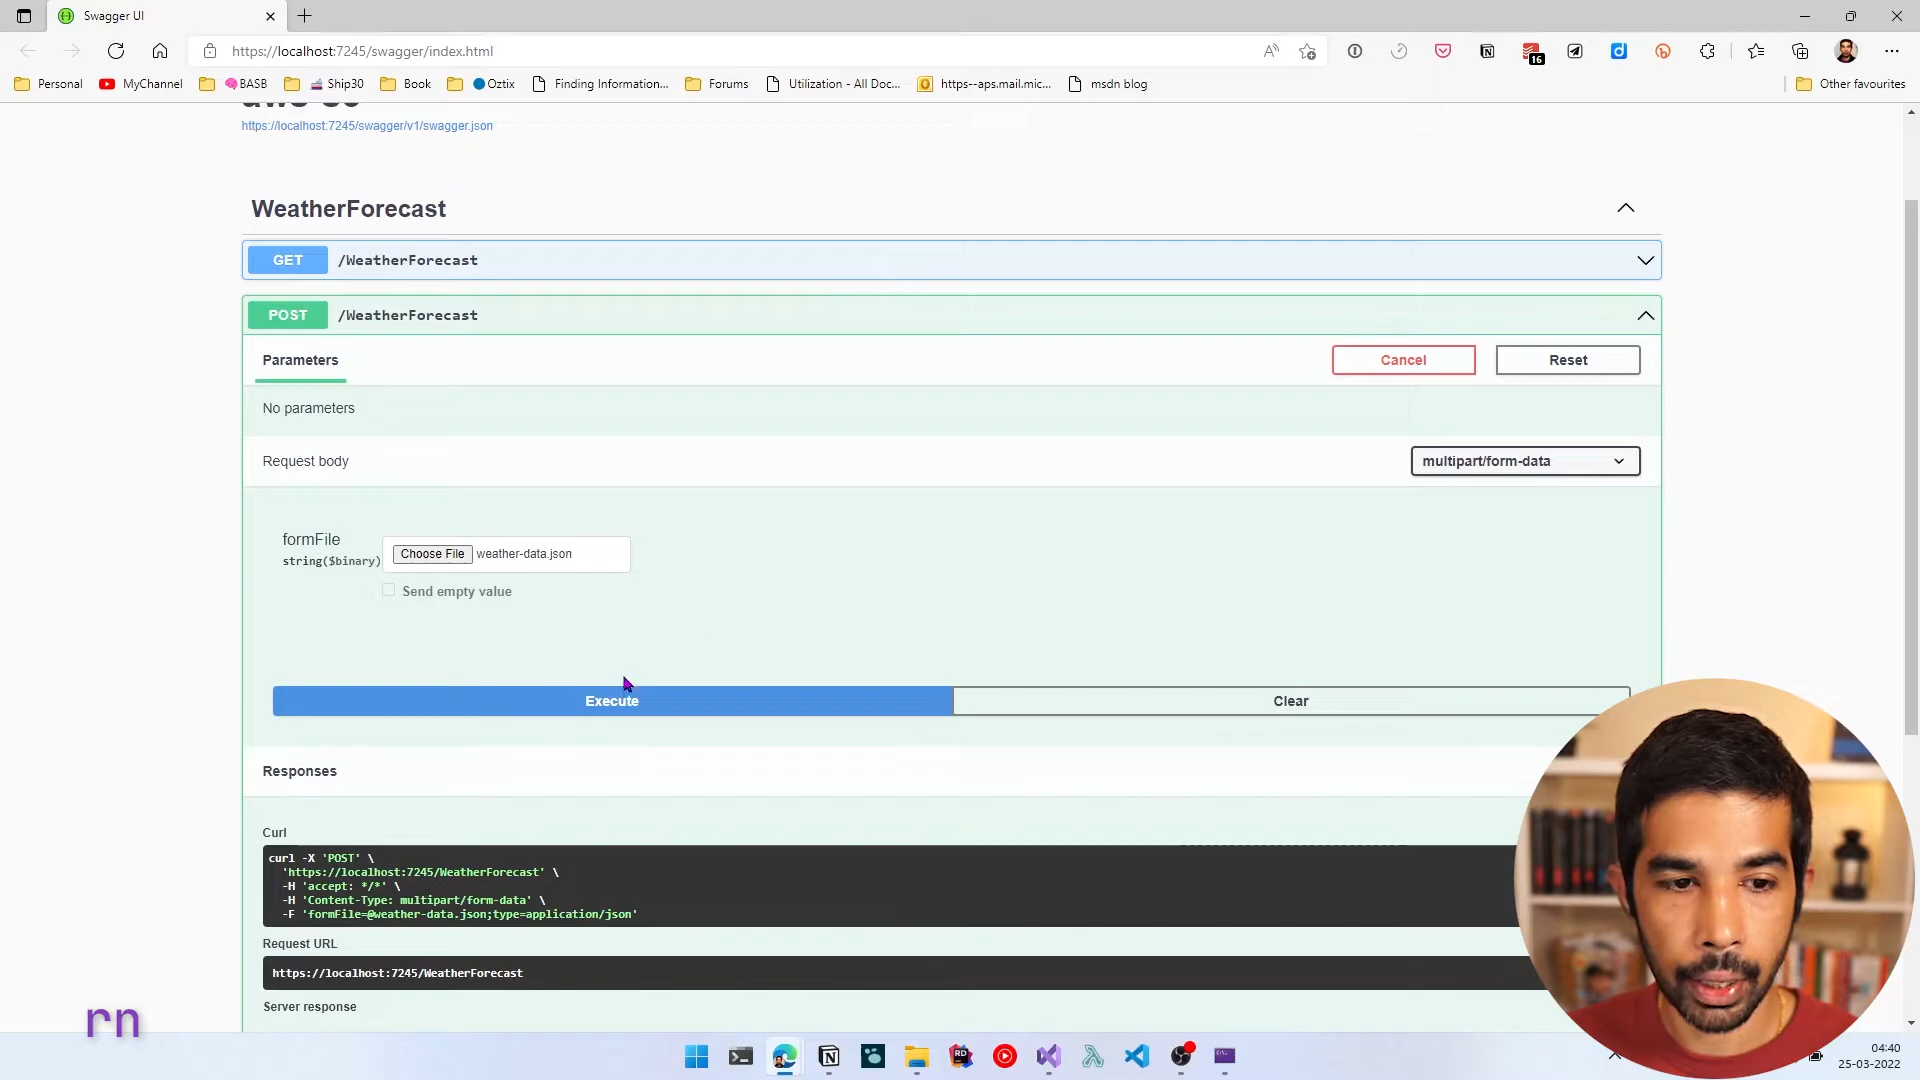 Swagger UI
https://localhost:7245/swagger/index.html
16
Personal
MyChannel
BASB
Ship30
Book
Oztix
Finding Information...
Forums
Utilization - All Doc...
https--aps.mail.mic...
msdn blog
Other favourites
https://localhost:7245/swagger/v1/swagger.json
WeatherForecast
GET /WeatherForecast
POST /WeatherForecast
Parameters
Cancel
Reset
No parameters
Request body
multipart/form-data
formFile
string($binary)
Choose File weather-data.json
Send empty value
Execute
Clear
Responses
Curl
curl -X 'POST' \
'https://localhost:7245/WeatherForecast' \
-H 'accept: */*' \
-H 'Content-Type: multipart/form-data' \
-F 'formFile=@weather-data.json;type=application/json'
Request URL
https://localhost:7245/WeatherForecast
Server response
rn
RD
04:40
25-03-2022